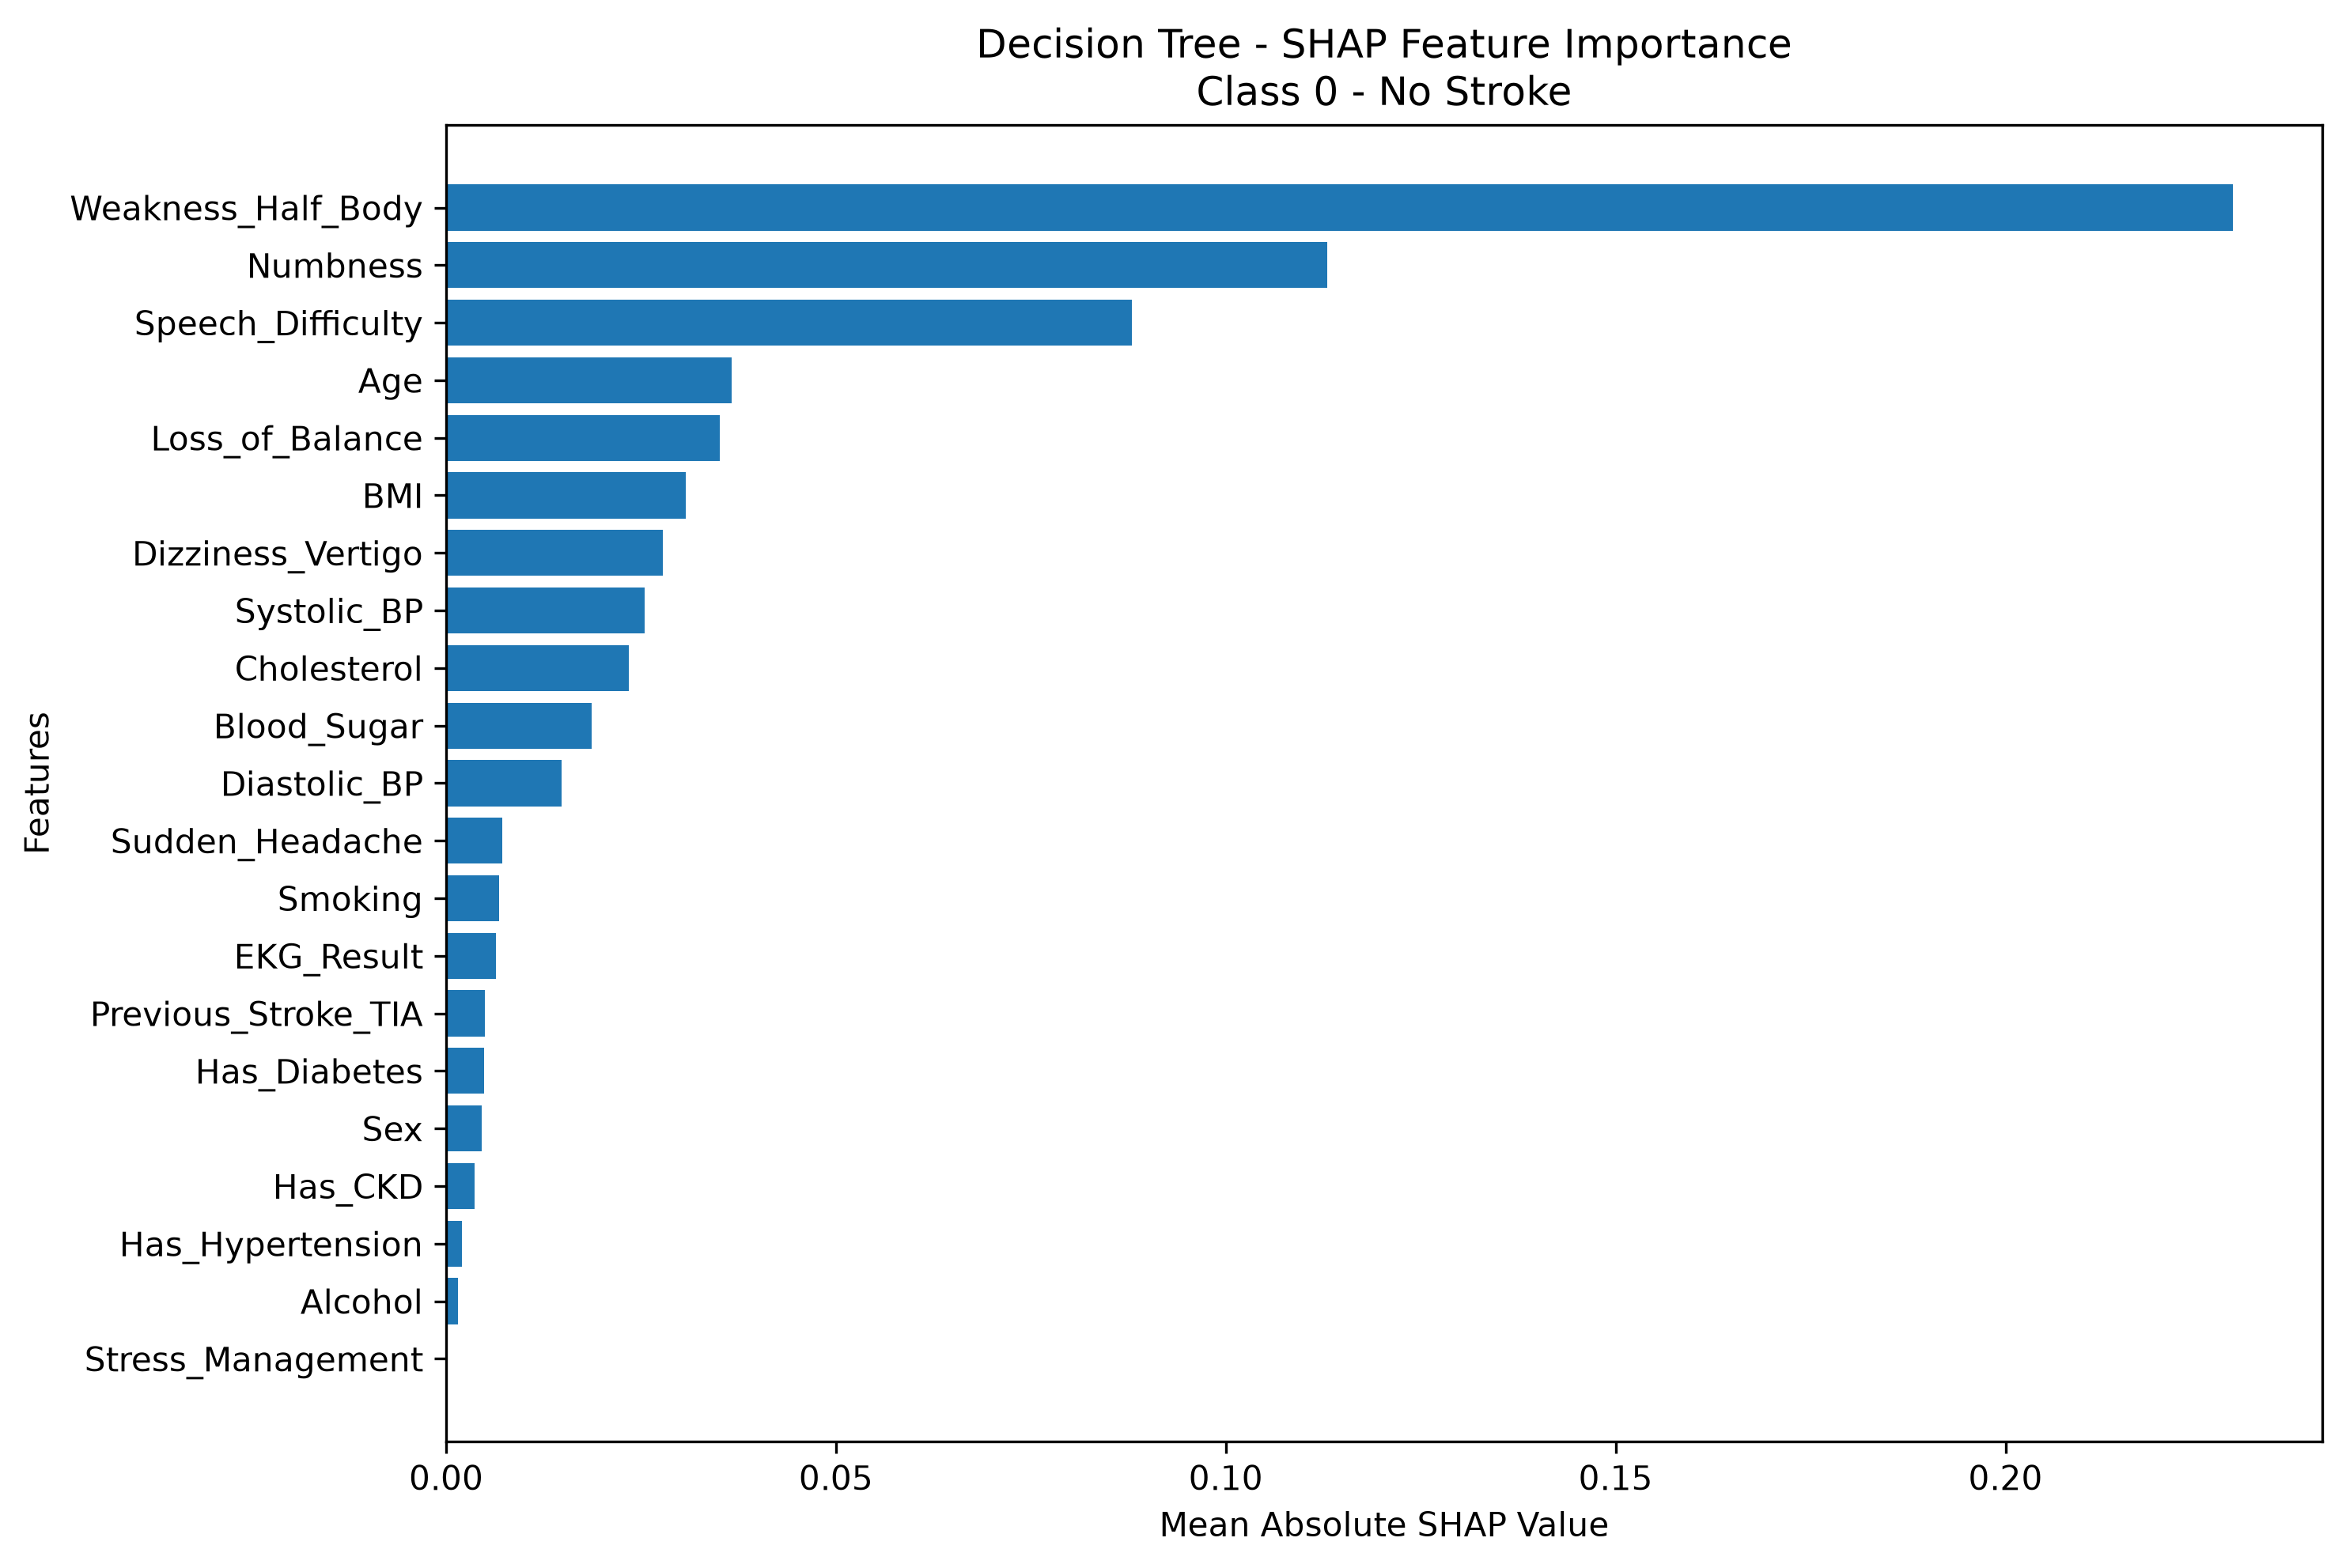 Decision Tree - SHAP Feature Importance
Class 0 - No Stroke
Features
Weakness_Half_Body
Numbness
Speech_Difficulty
Age
Loss_of_Balance
BMI
Dizziness_Vertigo
Systolic_BP
Cholesterol
Blood_Sugar
Diastolic_BP
Sudden_Headache
Smoking
EKG_Result
Previous_Stroke_TIA
Has_Diabetes
Sex
Has_CKD
Has_Hypertension
Alcohol
Stress_Management
0.00 0.05 0.10 0.15 0.20
Mean Absolute SHAP Value